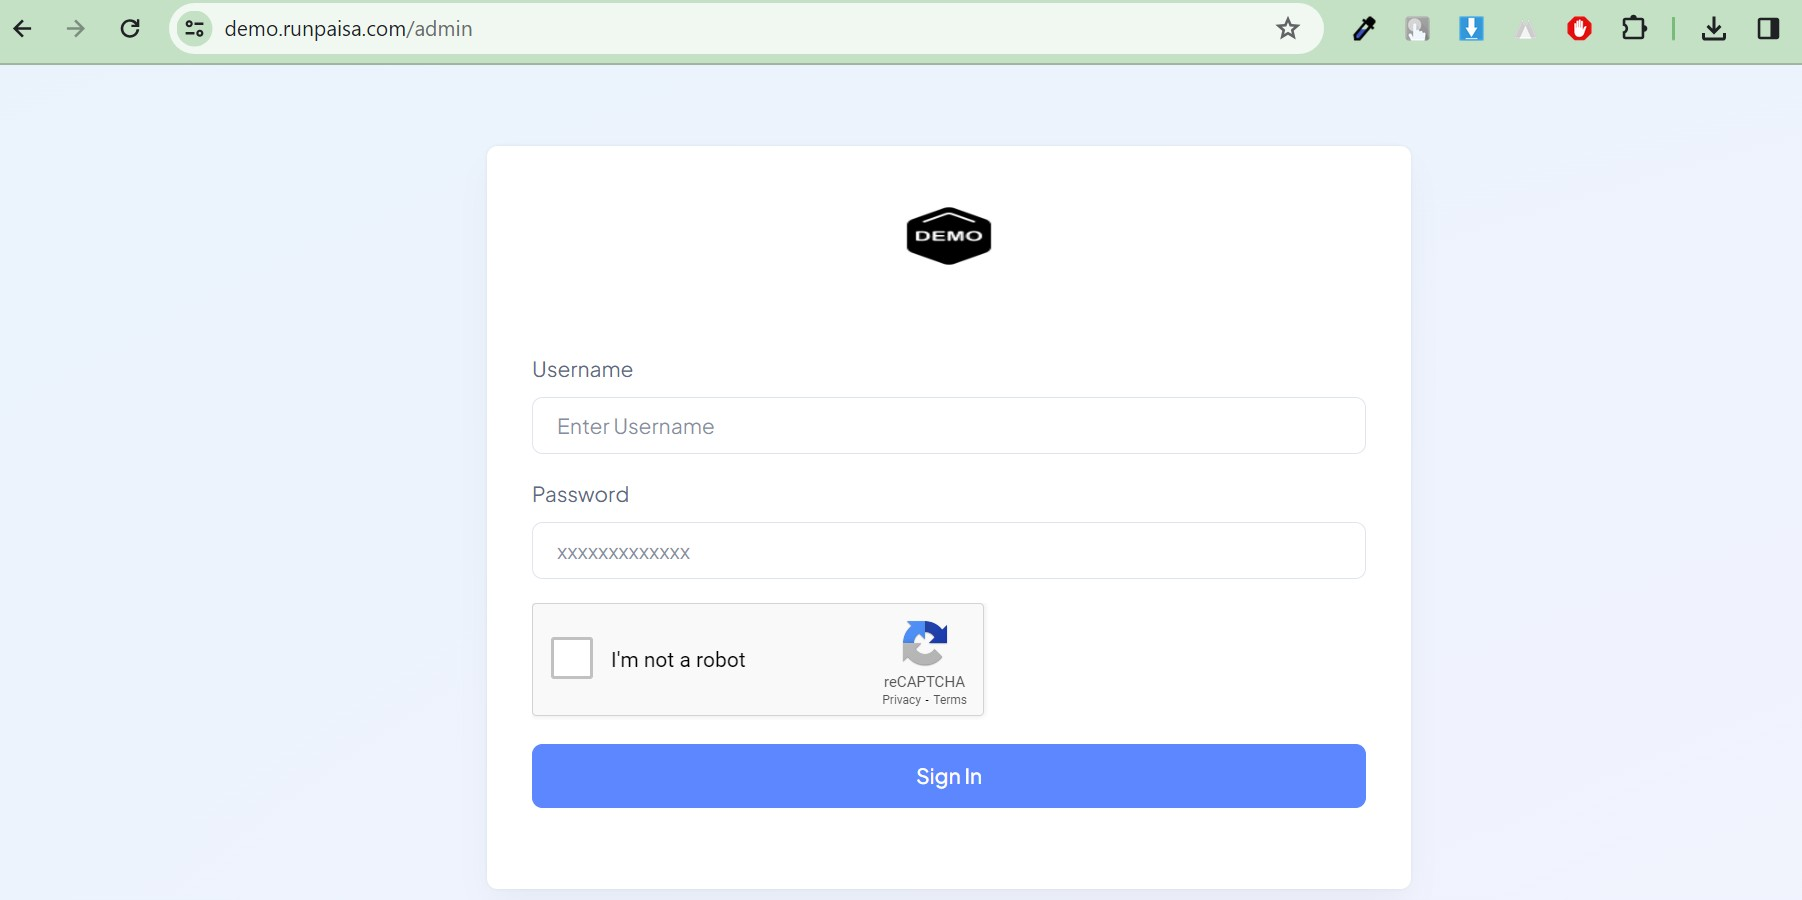 demo.runpaisa.com/admin
DEMO
Username
Enter Username
Password
xxxxxxxxxxxxx
I'm not a robot
reCAPTCHA
Privacy - Terms
Sign In